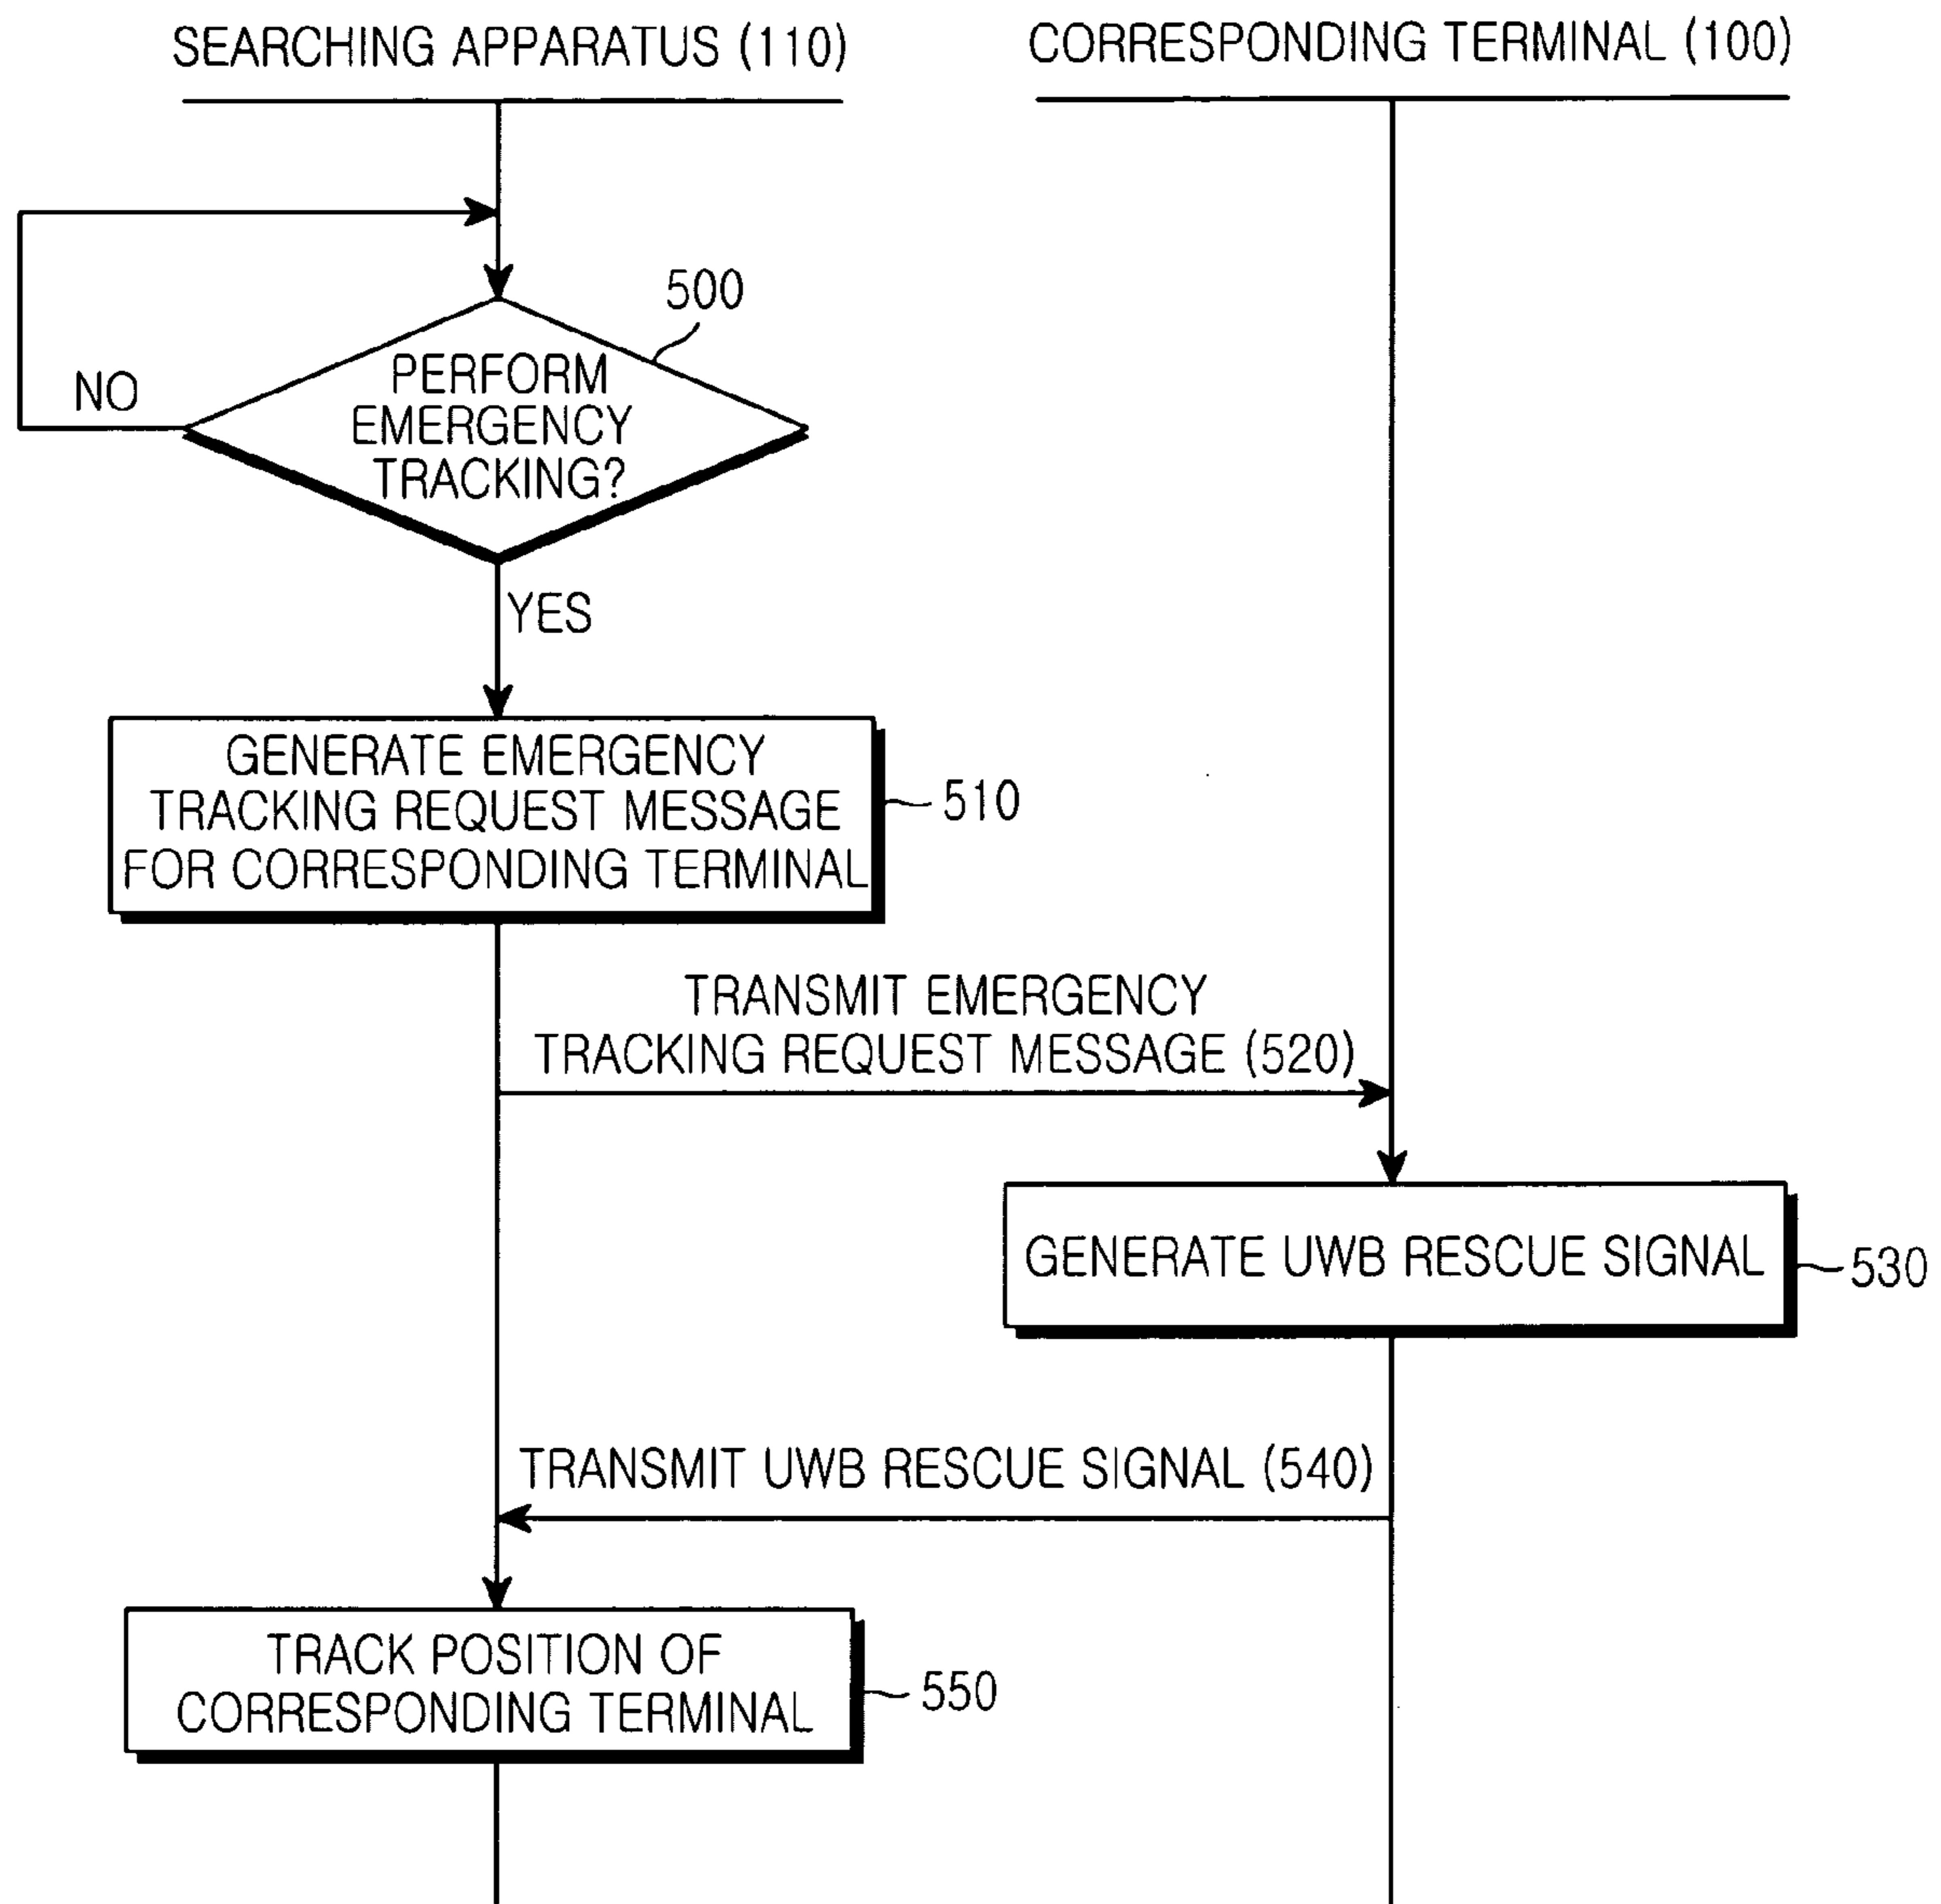 SEARCHING APPARATUS (110)
CORRESPONDING TERMINAL (100)
500
PERFORM
EMERGENCY
TRACKING?
NO
YES
GENERATE EMERGENCY
TRACKING REQUEST MESSAGE
FOR CORRESPONDING TERMINAL
510
TRANSMIT EMERGENCY
TRACKING REQUEST MESSAGE (520)
GENERATE UWB RESCUE SIGNAL
530
TRANSMIT UWB RESCUE SIGNAL (540)
TRACK POSITION OF
CORRESPONDING TERMINAL
550